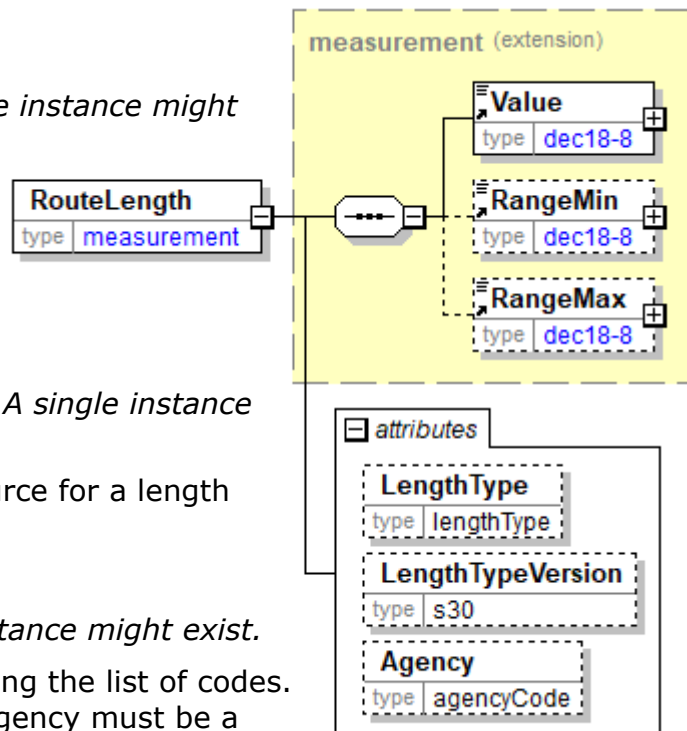 measurement (extension)
e instance might
Value
type dec18-8
RouteLength
type measurement
RangeMin
type dec18-8
RangeMax
type dec18-8
A single instance
attributes
urce for a length
LengthType
type lengthType
LengthTypeVersion
type s30
stance might exist.
Agency
type agencyCode
ng the list of codes.
gency must be a